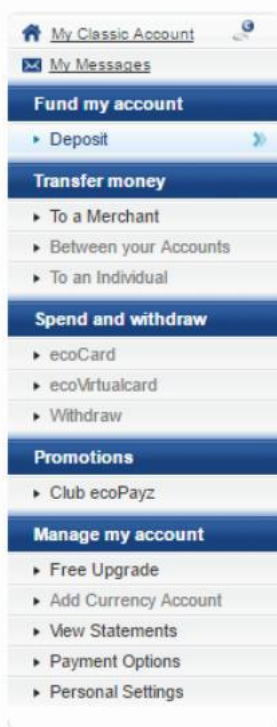 My Classic Account
My Messages
Fund my account
Deposit
Transfer money
To a Merchant
Between your Accounts
To an Individual
Spend and withdraw
ecoCard
ecoVirtualcard
Withdraw
Promotions
Club ecoPayz
Manage my account
Free Upgrade
Add Currency Account
View Statements
Payment Options
Personal Settings